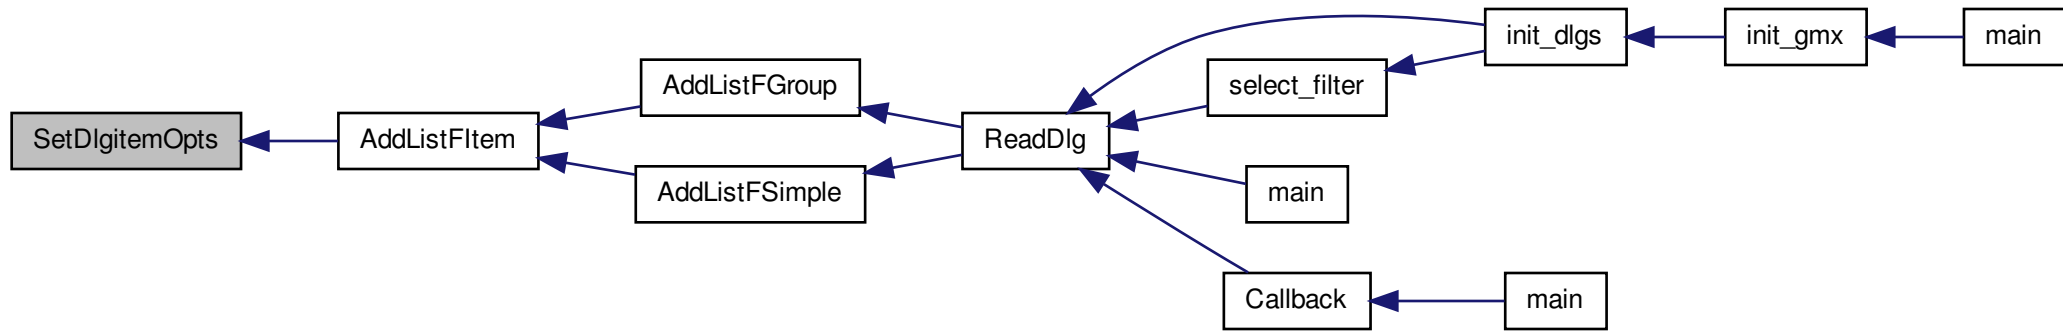 SetDlgitemOpts
AddListFItem
AddListFGroup
AddListFSimple
ReadDlg
init_dlgs
select_filter
main
Callback
init_gmx
main
main